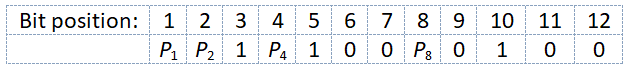 Bit position: 1 2 3 4 5 6 7 8 9 10 11 12
P₁ P₂ 1 P₄ 1 0 0 P₈ 0 1 0 0